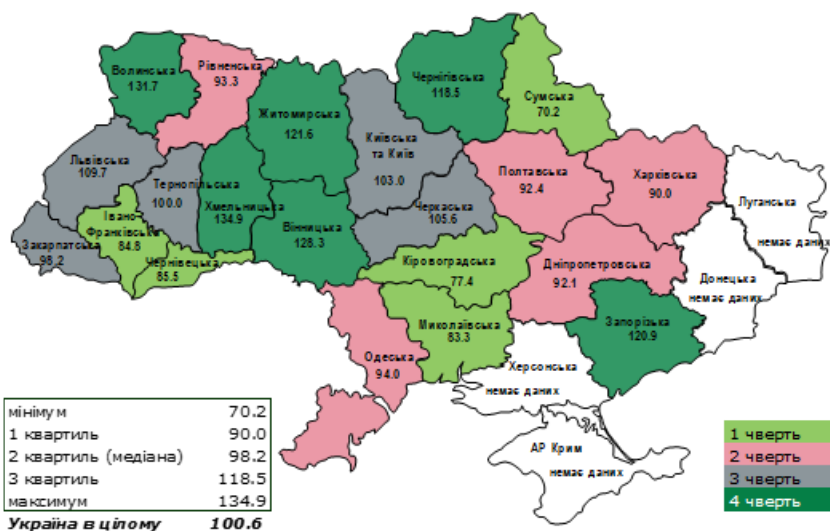 Волинська
131.7
Рівненська
93.3
Житомирська
121.6
Київська
та Київ
103.0
Чернігівська
118.5
Сумська
70.2
Львівська
109.7
Тернопільська
100.0
Хмельницька
134.9
Вінницька
128.3
Черкаська
105.6
Полтавська
92.4
Харківська
90.0
Луганська
немає даних
Закарпатська
98.2
Івано-
Франківська
84.8
Чернівецька
85.5
Кіровоградська
77.4
Дніпропетровська
92.1
Донецька
немає даних
Одеська
94.0
Миколаївська
83.3
Запорізька
120.9
Херсонська
немає даних
АР Крим
немає даних
мінімум 70.2
1 квартиль 90.0
2 квартиль (медіана) 98.2
3 квартиль 118.5
максимум 134.9
Україна в цілому 100.6
1 чверть
2 чверть
3 чверть
4 чверть